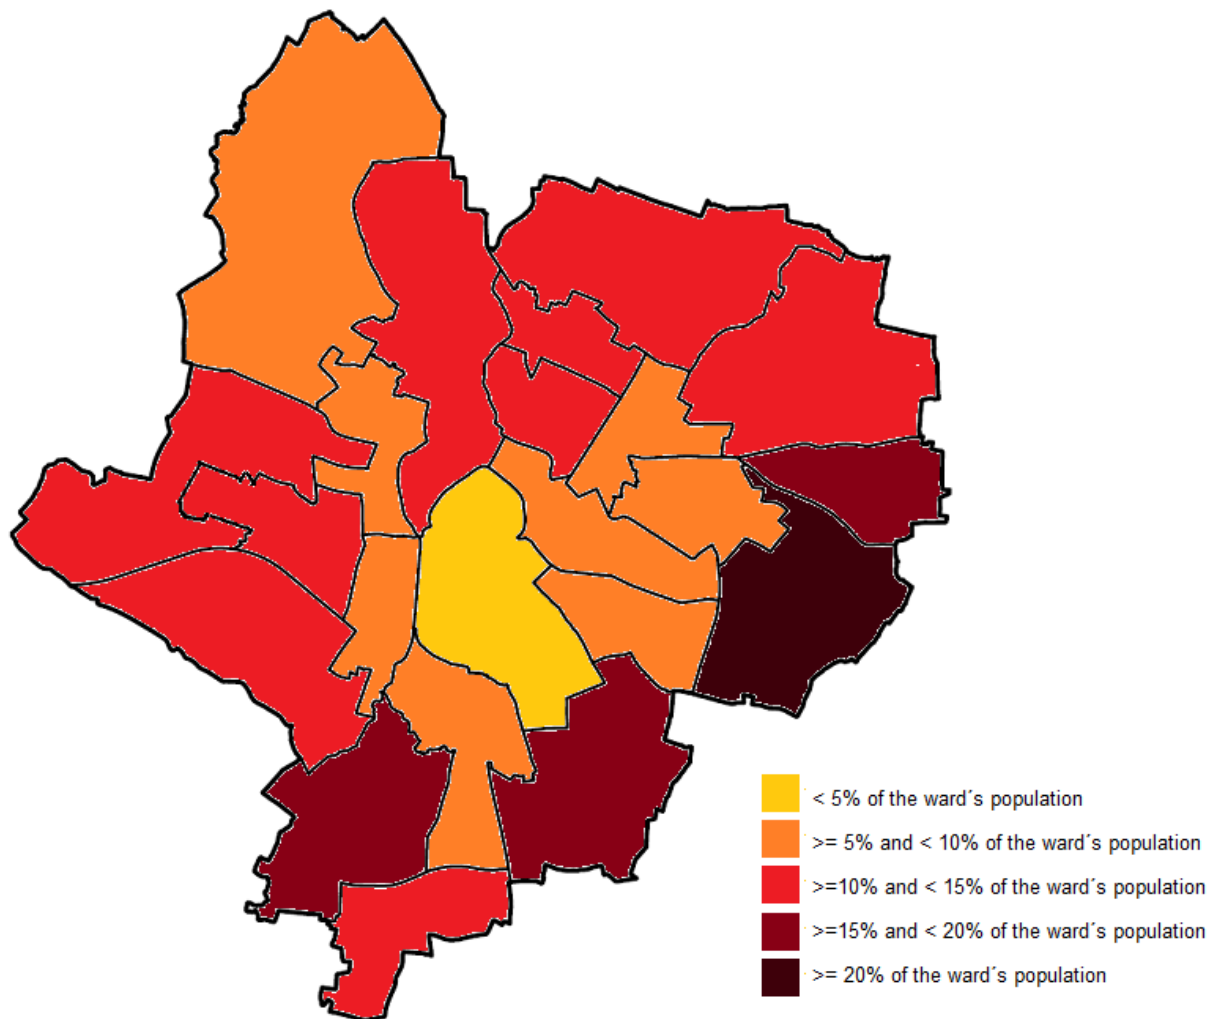 < 5% of the ward´s population
>= 5% and < 10% of the ward´s population
>=10% and < 15% of the ward´s population
>=15% and < 20% of the ward´s population
>= 20% of the ward´s population